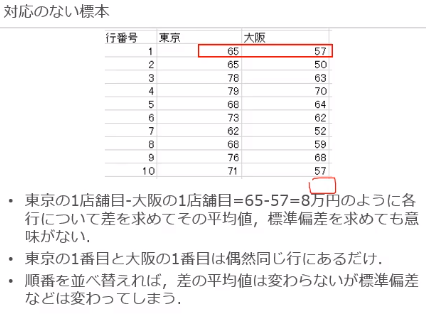 対応のない標本
行番号 東京 大阪
1 65 57
2 65 50
3 78 63
4 79 70
5 68 64
6 73 62
7 62 52
8 68 59
9 76 68
10 71 57
• 東京の1店舗目-大阪の1店舗目=65-57=8万円のように各
行について差を求めてその平均値，標準偏差を求めても意
味がない．
• 東京の1番目と大阪の1番目は偶然同じ行にあるだけ．
• 順番を並べ替えれば，差の平均値は変わらないが標準偏差
などは変わってしまう．